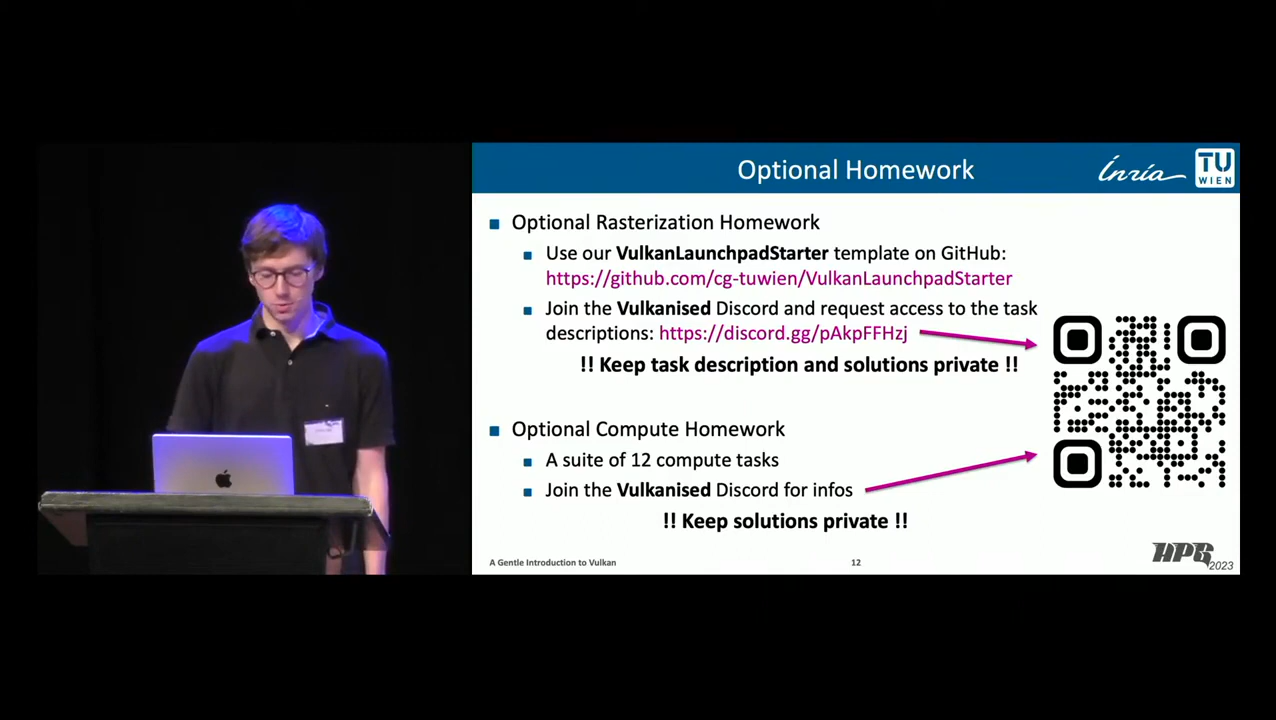 Optional Homework
Inria
TU
WIEN
Optional Rasterization Homework
Use our VulkanLaunchpadStarter template on GitHub:
https://github.com/cg-tuwien/VulkanLaunchpadStarter
Join the Vulkanised Discord and request access to the task
descriptions: https://discord.gg/pAkpFFHzj
!! Keep task description and solutions private !!
Optional Compute Homework
A suite of 12 compute tasks
Join the Vulkanised Discord for infos
!! Keep solutions private !!
A Gentle Introduction to Vulkan
12
HPG
2023